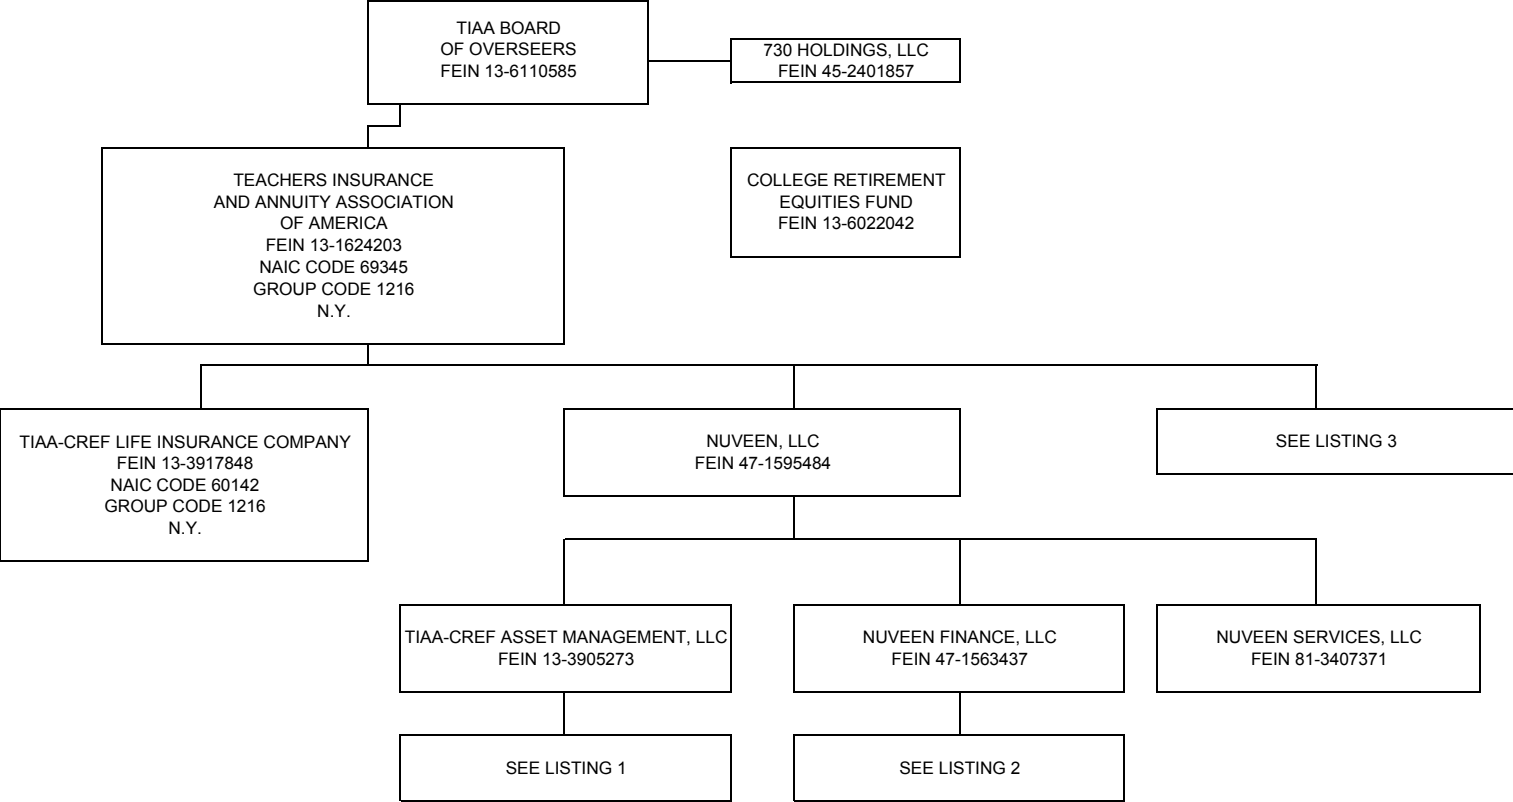 TIAA BOARD
OF OVERSEERS
FEIN 13-6110585
730 HOLDINGS, LLC
FEIN 45-2401857
TEACHERS INSURANCE
AND ANNUITY ASSOCIATION
OF AMERICA
FEIN 13-1624203
NAIC CODE 69345
GROUP CODE 1216
N.Y.
COLLEGE RETIREMENT
EQUITIES FUND
FEIN 13-6022042
TIAA-CREF LIFE INSURANCE COMPANY
FEIN 13-3917848
NAIC CODE 60142
GROUP CODE 1216
N.Y.
NUVEEN, LLC
FEIN 47-1595484
SEE LISTING 3
TIAA-CREF ASSET MANAGEMENT, LLC
FEIN 13-3905273
NUVEEN FINANCE, LLC
FEIN 47-1563437
NUVEEN SERVICES, LLC
FEIN 81-3407371
SEE LISTING 1
SEE LISTING 2